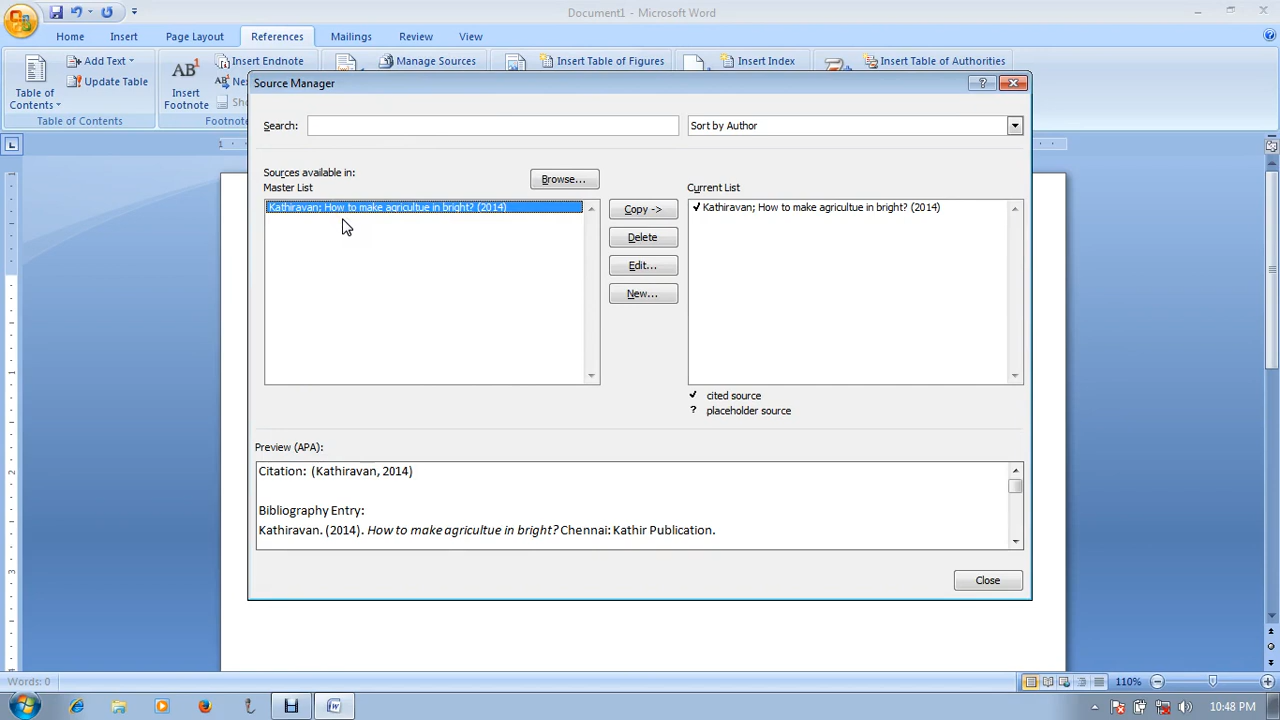 Document1 - Microsoft Word
Home Insert Page Layout References Mailings Review View
Table of Contents
Add Text
Update Table
Table of Contents
AB1
Insert Footnote
Insert Endnote
Manage Sources
Insert Table of Figures
Insert Index
Insert Table of Authorities
Source Manager
Search:
Sort by Author
Sources available in:
Master List
Browse...
Current List
Kathiravan; How to make agricultue in bright? (2014)
Copy ->
Delete
Edit...
New...
✓ Kathiravan; How to make agricultue in bright? (2014)
✓ cited source
? placeholder source
Preview (APA):
Citation: (Kathiravan, 2014)
Bibliography Entry:
Kathiravan. (2014). How to make agricultue in bright? Chennai: Kathir Publication.
Close
Words: 0
110%
10:48 PM